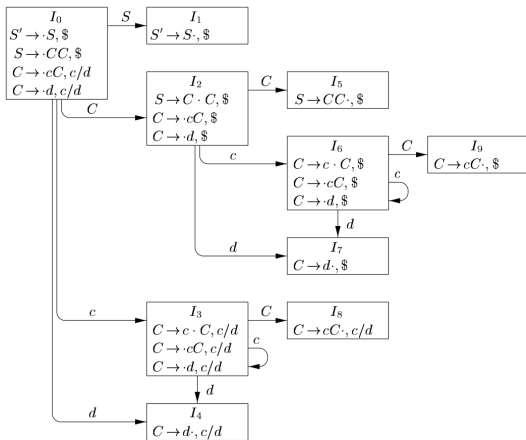 I₀
S′ → ·S, $
S → ·CC, $
C → ·cC, c/d
C → ·d, c/d
S
I₁
S′ → S·, $
C
I₂
S → C · C, $
C → ·cC, $
C → ·d, $
C
I₅
S → CC·, $
c
I₆
C → c · C, $
C → ·cC, $
C → ·d, $
C
I₉
C → cC·, $
c
d
d
I₇
C → d·, $
c
I₃
C → c · C, c/d
C → ·cC, c/d
C → ·d, c/d
C
I₈
C → cC·, c/d
c
d
d
I₄
C → d·, c/d